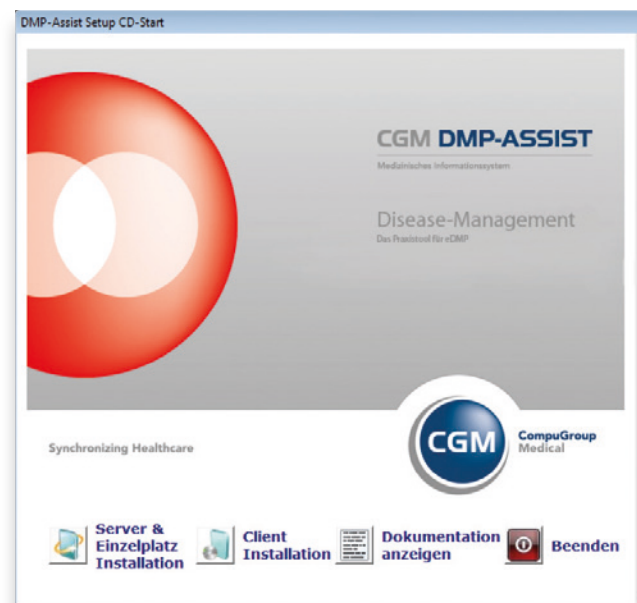 DMP-Assist Setup CD-Start
CGM DMP-ASSIST
Medizinisches Informationssystem
Disease-Management
Das Praxistool für eDMP
Synchronizing Healthcare
CGM
CompuGroup
Medical
Server &
Einzelplatz
Installation
Client
Installation
Dokumentation
anzeigen
Beenden